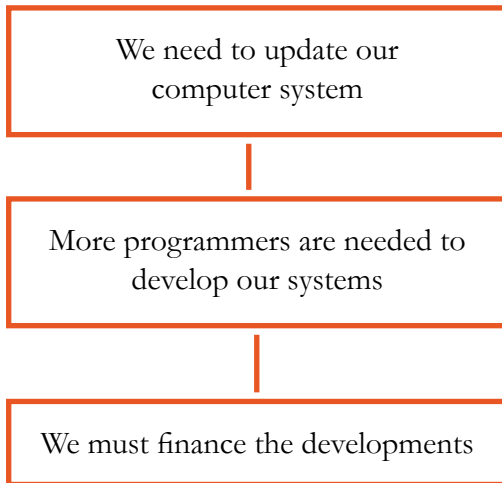 We need to update our
computer system
More programmers are needed to
develop our systems
We must finance the developments